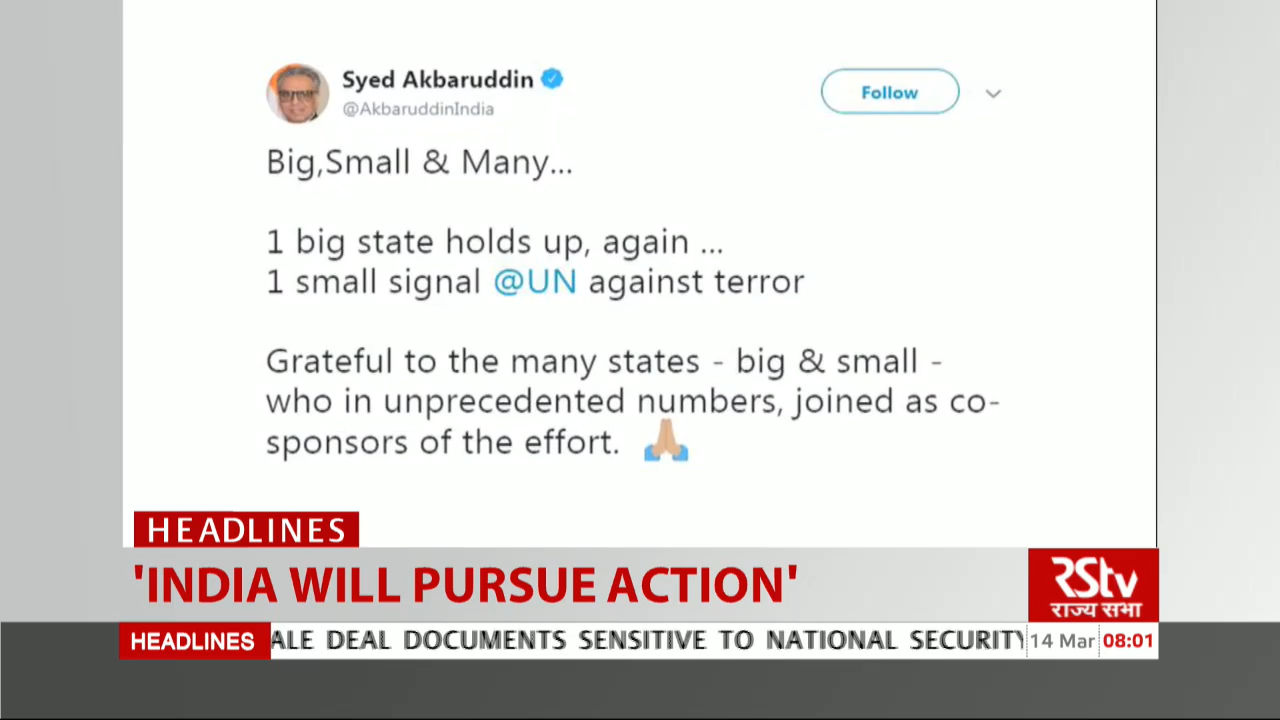 Syed Akbaruddin
@AkbaruddinIndia
Follow
Big,Small & Many...
1 big state holds up, again ...
1 small signal @UN against terror
Grateful to the many states - big & small -
who in unprecedented numbers, joined as co-
sponsors of the effort.
HEADLINES
'INDIA WILL PURSUE ACTION'
RStv
राज्य सभा
HEADLINES
ALE DEAL DOCUMENTS SENSITIVE TO NATIONAL SECURITY
14 Mar 08:01